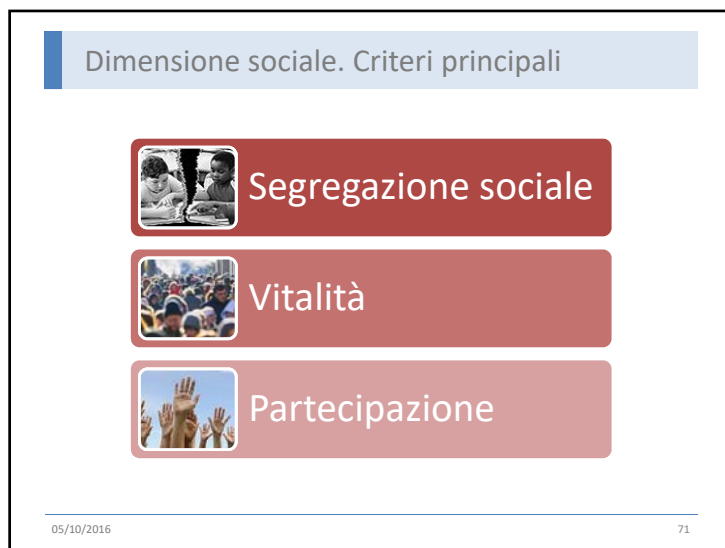 Dimensione sociale. Criteri principali
Segregazione sociale
Vitalità
Partecipazione
05/10/2016
71